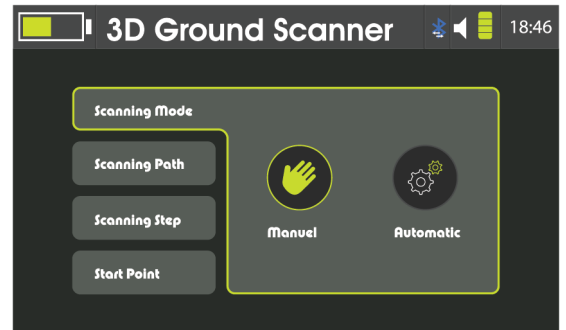 3D Ground Scanner
18:46
Scanning Mode
Scanning Path
Scanning Step
Start Point
Manuel
Automatic